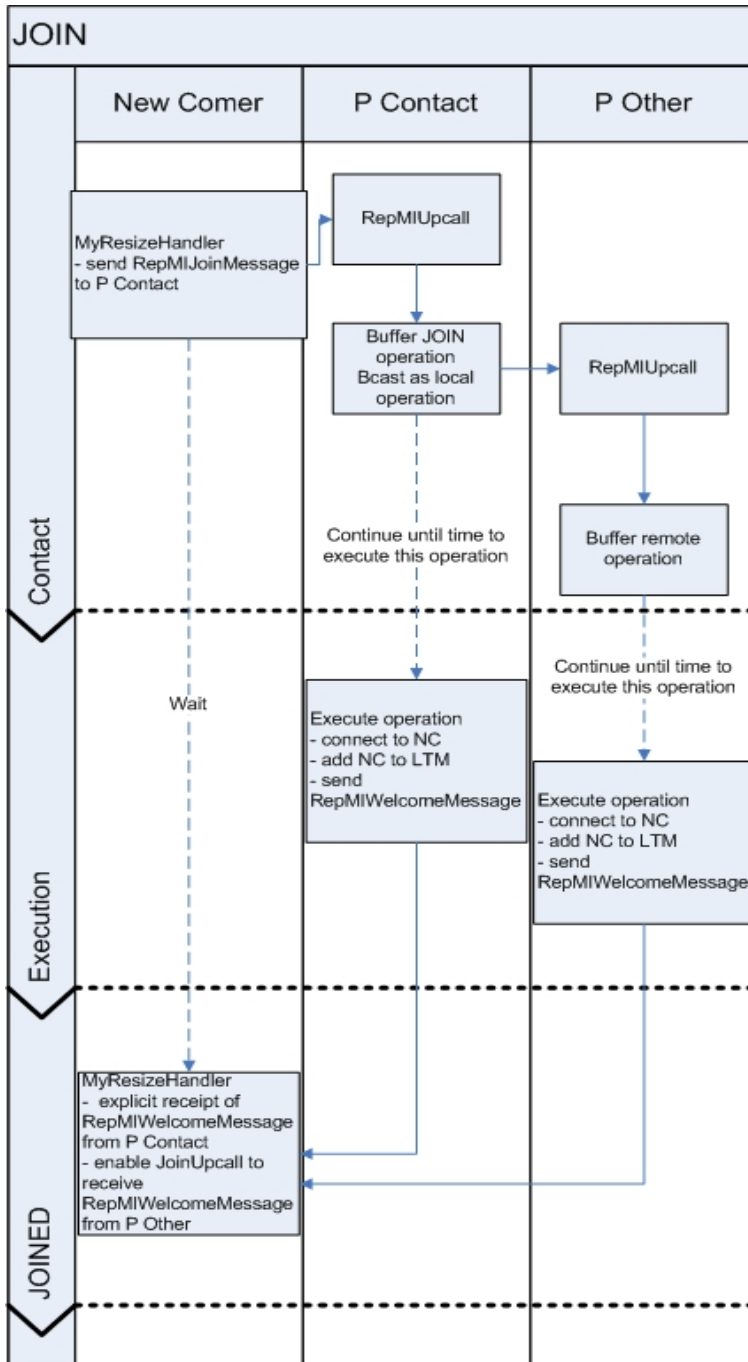 JOIN
New Comer
P Contact
P Other
MyResizeHandler
- send RepMIJoinMessage
to P Contact
RepMIUpcall
Buffer JOIN
operation
Bcast as local
operation
RepMIUpcall
Continue until time to
execute this operation
Buffer remote
operation
Contact
Wait
Continue until time to
execute this operation
Execute operation
- connect to NC
- add NC to LTM
- send
RepMIWelcomeMessage
Execute operation
- connect to NC
- add NC to LTM
- send
RepMIWelcomeMessage
Execution
MyResizeHandler
- explicit receipt of
RepMIWelcomeMessage
from P Contact
- enable JoinUpcall to
receive
RepMIWelcomeMessage
from P Other
JOINED